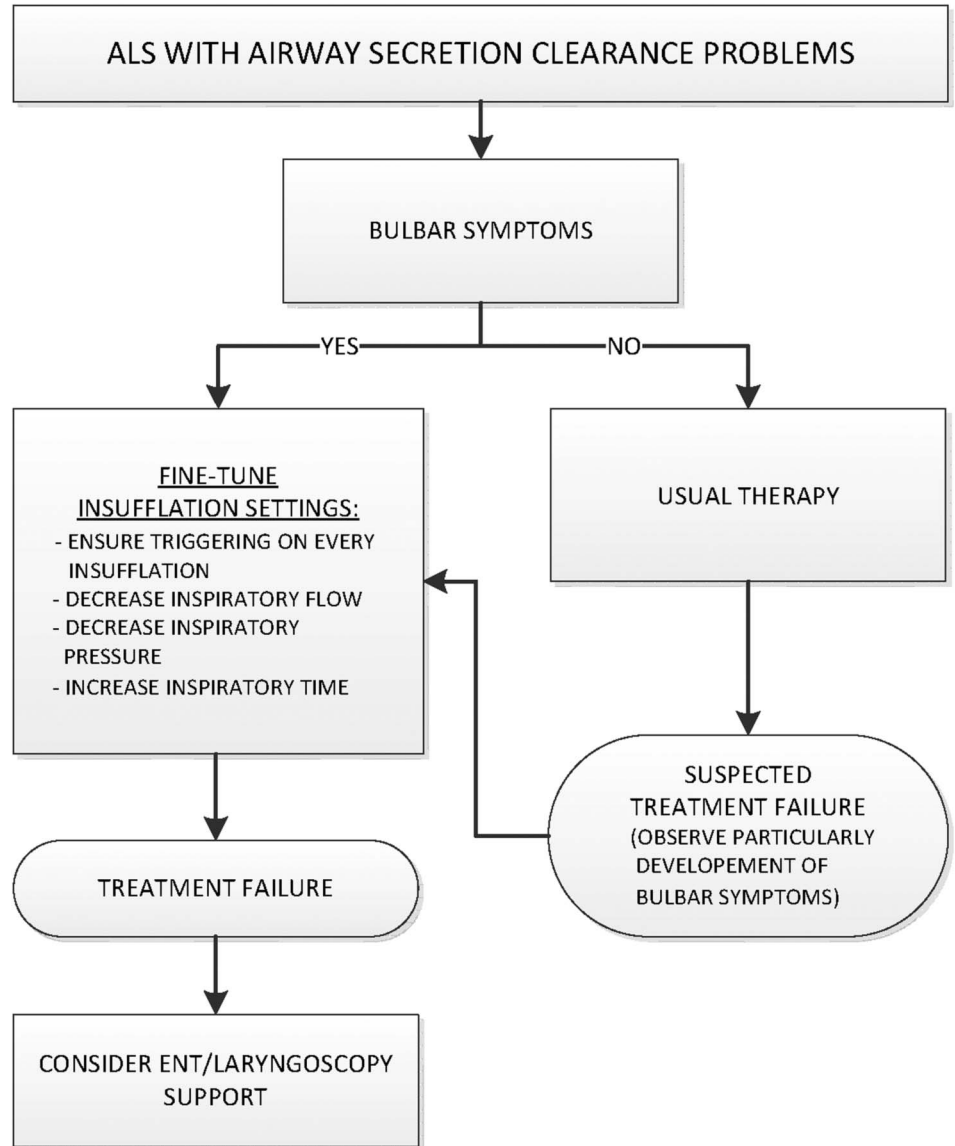 ALS WITH AIRWAY SECRETION CLEARANCE PROBLEMS
BULBAR SYMPTOMS
YES
NO
FINE-TUNE
INSUFFLATION SETTINGS:
- ENSURE TRIGGERING ON EVERY
INSUFFLATION
- DECREASE INSPIRATORY FLOW
- DECREASE INSPIRATORY
PRESSURE
- INCREASE INSPIRATORY TIME
USUAL THERAPY
SUSPECTED
TREATMENT FAILURE
(OBSERVE PARTICULARLY
DEVELOPEMENT OF
BULBAR SYMPTOMS)
TREATMENT FAILURE
CONSIDER ENT/LARYNGOSCOPY
SUPPORT